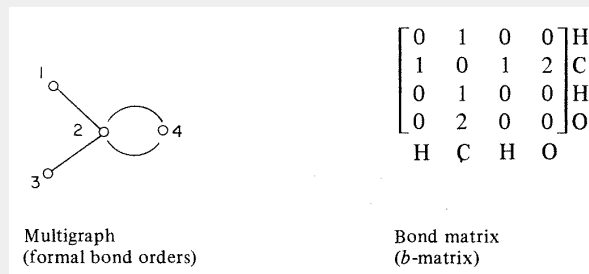 1
2
3
4
0 1 0 0 H
1 0 1 2 C
0 1 0 0 H
0 2 0 0 O
H C H O
Multigraph
(formal bond orders)
Bond matrix
(b-matrix)